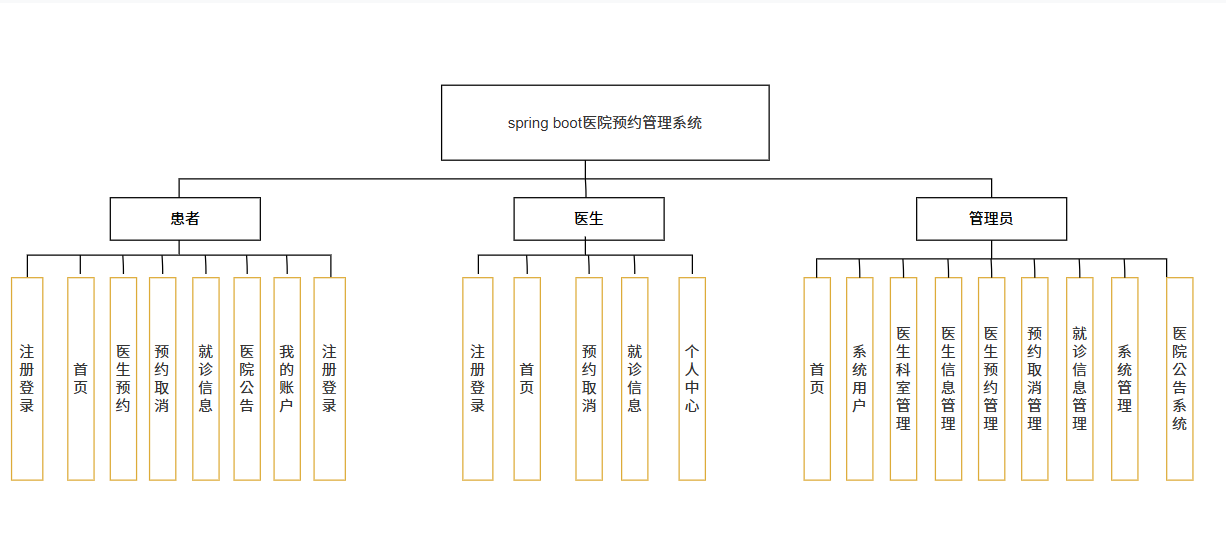 spring boot医院预约管理系统
患者
医生
管理员
注册登录
首页
医生预约
预约取消
就诊信息
医院公告
我的账户
注册登录
注册登录
首页
预约取消
就诊信息
个人中心
首页
系统用户
医生科室管理
医生信息管理
医生预约管理
预约取消管理
就诊信息管理
系统管理
医院公告系统